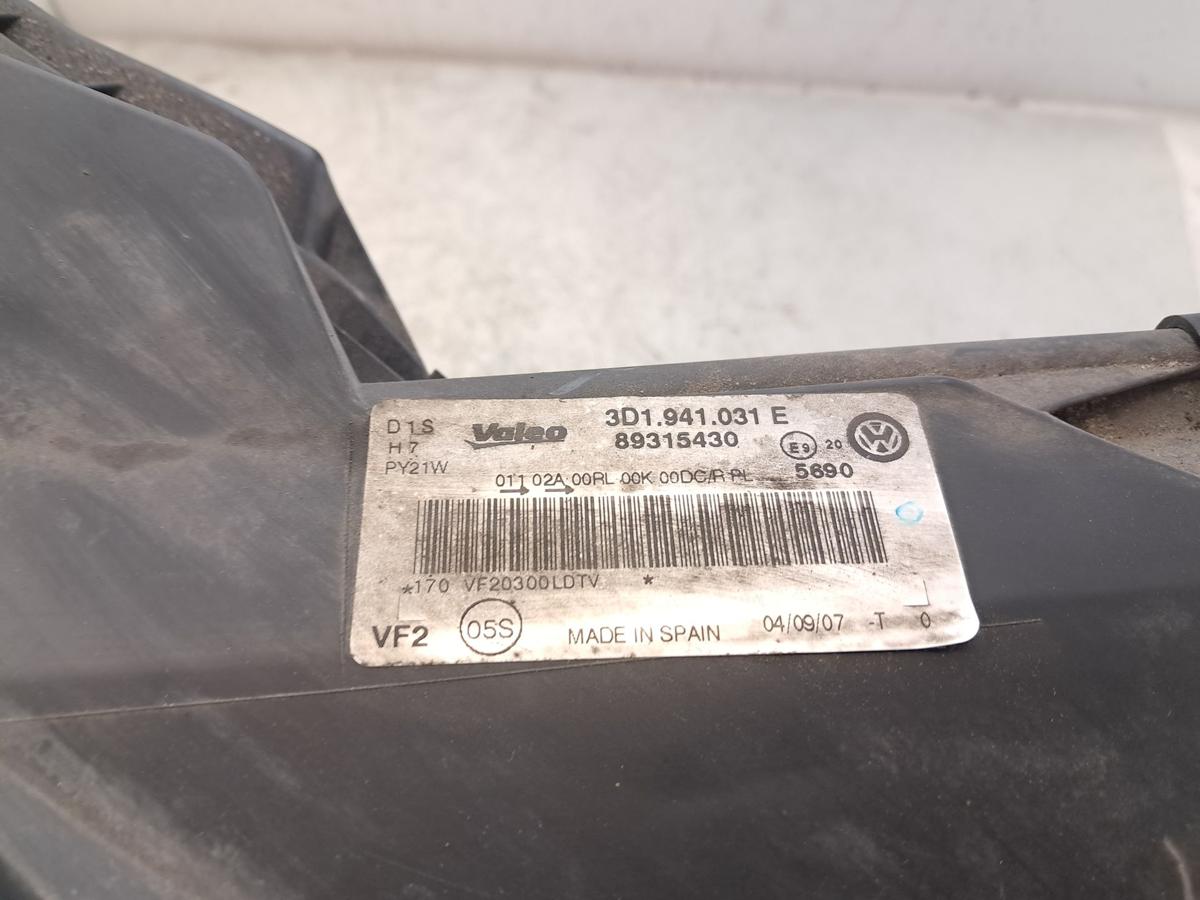 D1S
H7
PY21W
Valeo
3D1.941.031 E
89315430
E9 20
5690
011 02A 00RL 00K 00DC/R PL
*170 VF20300LDTV *
VF2
05S
MADE IN SPAIN
04/09/07 -T 0